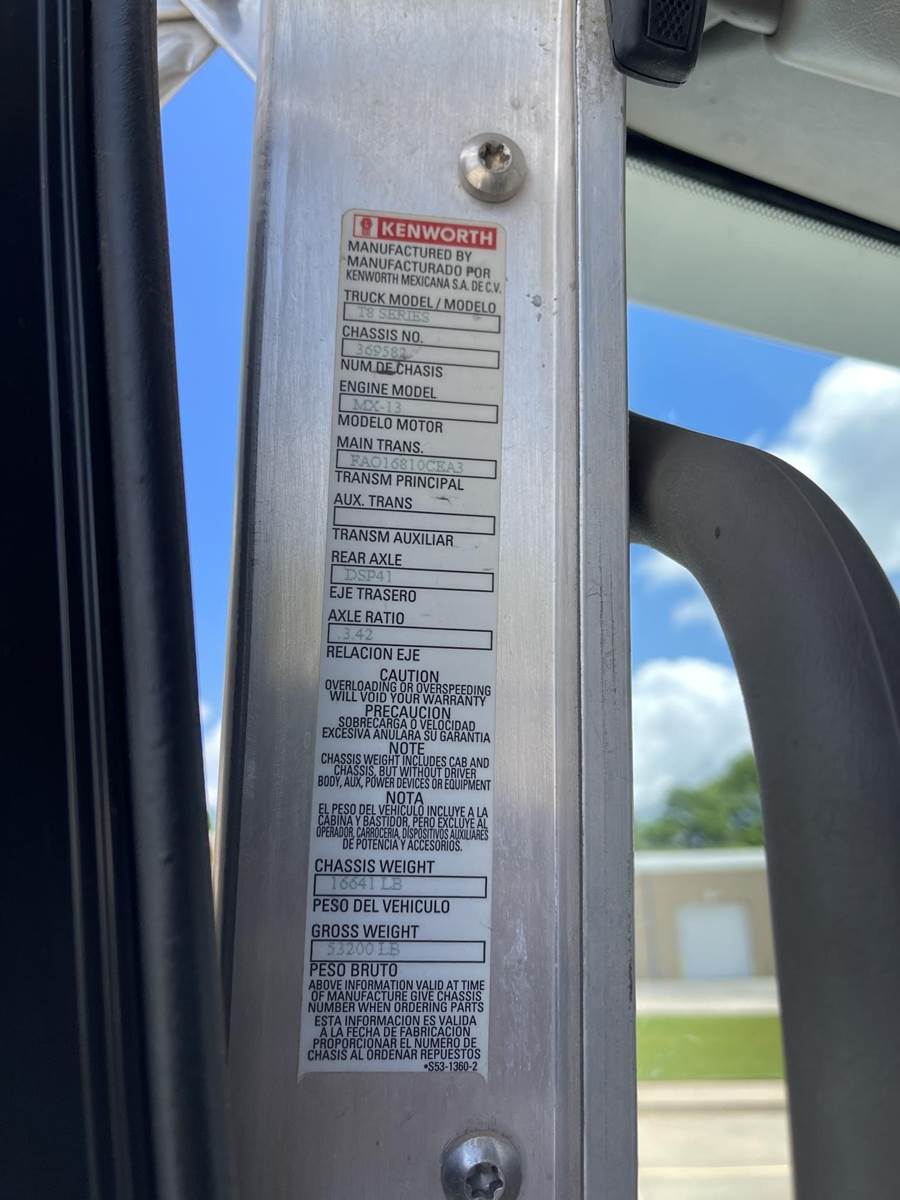 KENWORTH
MANUFACTURED BY
MANUFACTURADO POR
KENWORTH MEXICANA S.A. DE C.V.
TRUCK MODEL / MODELO
T8 SERIES
CHASSIS NO.
369582
NUM DE CHASIS
ENGINE MODEL
MX-13
MODELO MOTOR
MAIN TRANS.
FAO16810CEA3
TRANSM PRINCIPAL
AUX. TRANS
TRANSM AUXILIAR
REAR AXLE
DSP41
EJE TRASERO
AXLE RATIO
3.42
RELACION EJE
CAUTION
OVERLOADING OR OVERSPEEDING
WILL VOID YOUR WARRANTY
PRECAUCION
SOBRECARGA O VELOCIDAD
EXCESIVA ANULARA SU GARANTIA
NOTE
CHASSIS WEIGHT INCLUDES CAB AND
CHASSIS, BUT WITHOUT DRIVER
BODY, AUX, POWER DEVICES OR EQUIPMENT
NOTA
EL PESO DEL VEHICULO INCLUYE A LA
CABINA Y BASTIDOR, PERO EXCLUYE AL
OPERADOR, CARROCERIA, DISPOSITIVOS AUXILIARES
DE POTENCIA Y ACCESORIOS.
CHASSIS WEIGHT
16641 LB
PESO DEL VEHICULO
GROSS WEIGHT
53200 LB
PESO BRUTO
ABOVE INFORMATION VALID AT TIME
OF MANUFACTURE GIVE CHASSIS
NUMBER WHEN ORDERING PARTS
ESTA INFORMACION ES VALIDA
A LA FECHA DE FABRICACION
PROPORCIONAR EL NUMERO DE
CHASIS AL ORDENAR REPUESTOS
•S53-1360-2